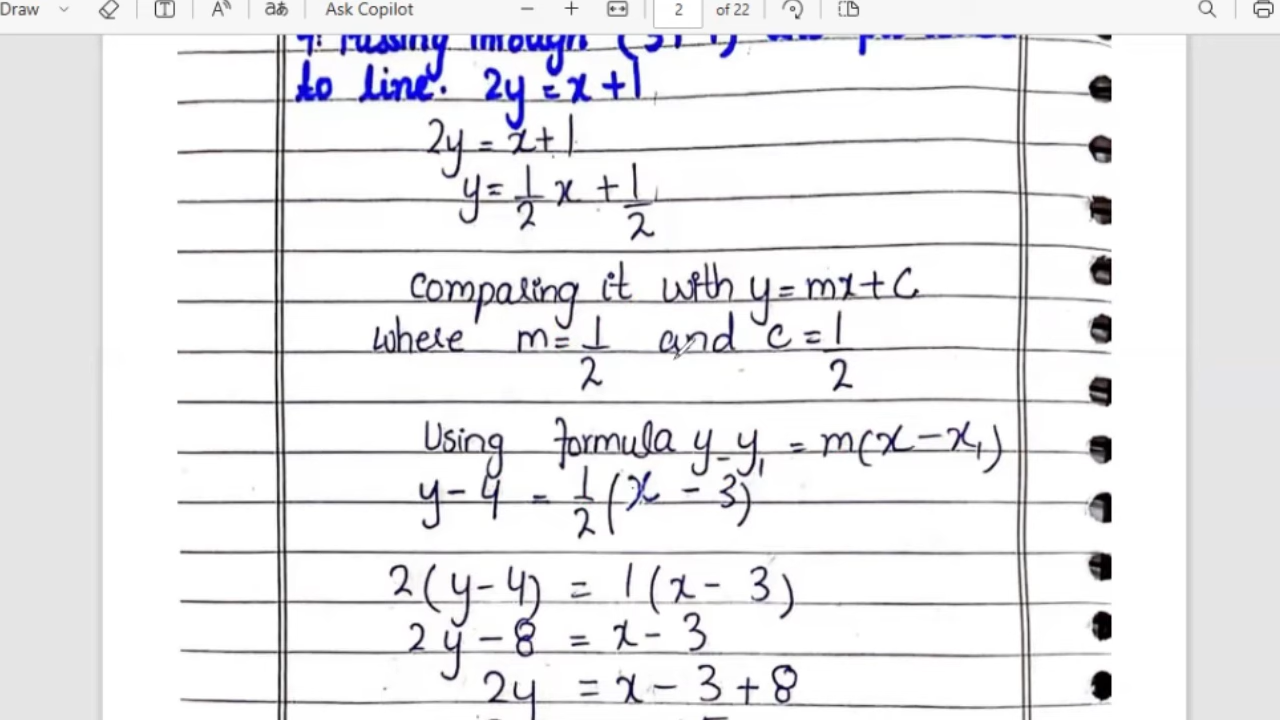 Draw
Ask Copilot
2 of 22
to line. 2y = x + 1
2y = x + 1
y = 1/2 x + 1/2
Comparing it with y = mx + C
where m = 1/2 and c = 1/2
Using formula y - y₁ = m(x - x₁)
y - 4 = 1/2 (x - 3)
2(y - 4) = 1(x - 3)
2y - 8 = x - 3
2y = x - 3 + 8